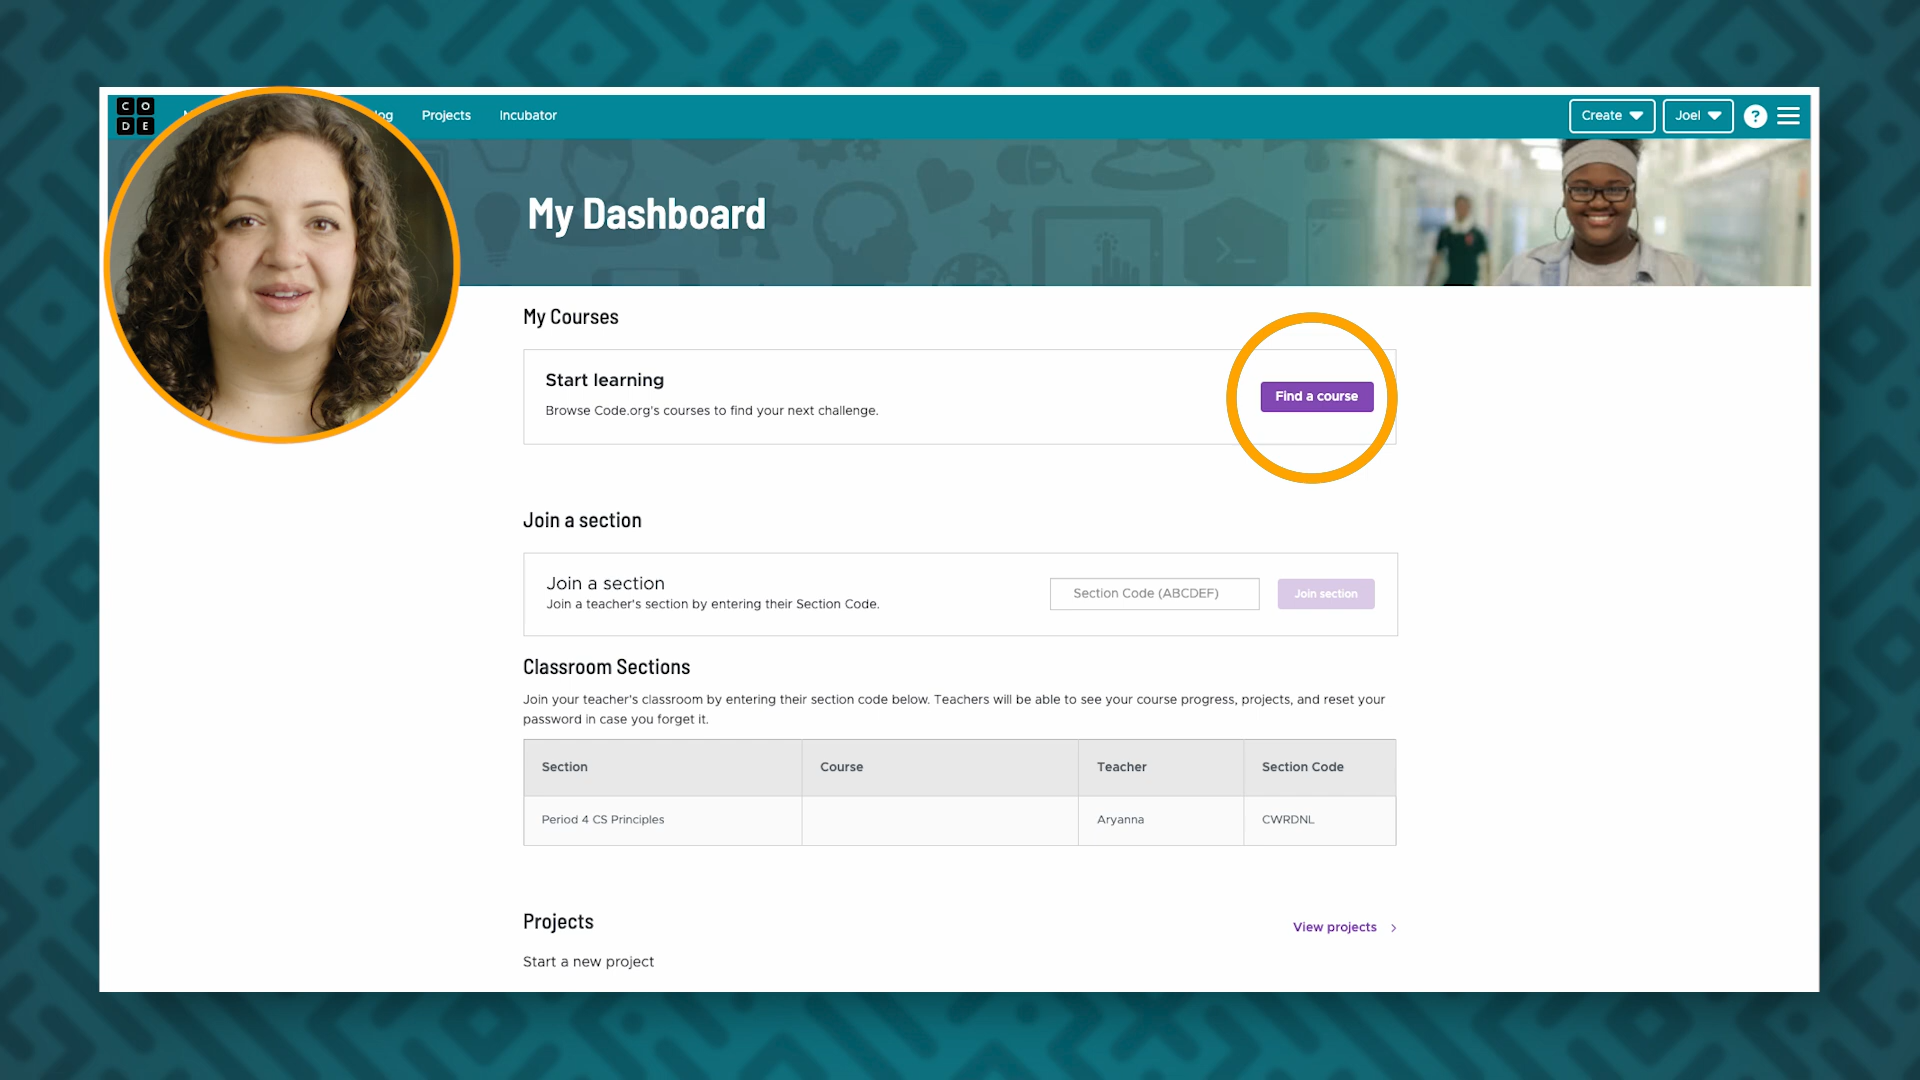 C O
D E
Projects
Incubator
Create
Joel
?
My Dashboard
My Courses
Start learning
Browse Code.org's courses to find your next challenge.
Find a course
Join a section
Join a section
Join a teacher's section by entering their Section Code.
Section Code (ABCDEF)
Join section
Classroom Sections
Join your teacher's classroom by entering their section code below. Teachers will be able to see your course progress, projects, and reset your
password in case you forget it.
Section
Course
Teacher
Section Code
Period 4 CS Principles
Aryanna
CWRDNL
Projects
View projects
Start a new project